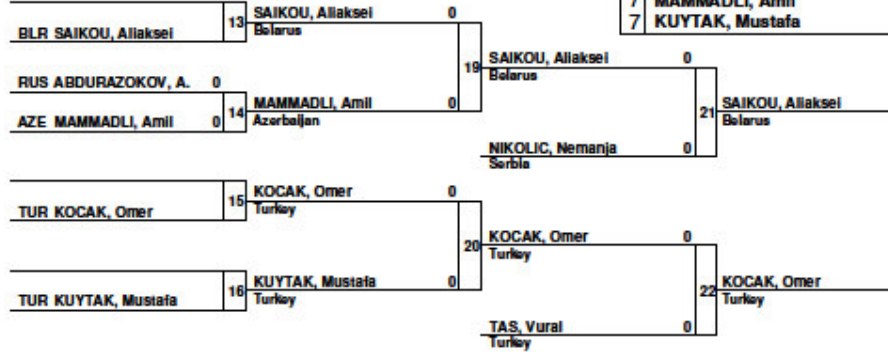 7 MAMMADLI, Amil
7 KUYTAK, Mustafa
BLR SAIKOU, Aliaksei
13
SAIKOU, Aliaksei 0
Belarus
RUS ABDURAZOKOV, A. 0
AZE MAMMADLI, Amil 0
14
MAMMADLI, Amil 0
Azerbaijan
19
SAIKOU, Aliaksei 0
Belarus
NIKOLIC, Nemanja 0
Serbia
21
SAIKOU, Aliaksei
Belarus
TUR KOCAK, Omer
15
KOCAK, Omer 0
Turkey
TUR KUYTAK, Mustafa
16
KUYTAK, Mustafa 0
Turkey
20
KOCAK, Omer 0
Turkey
TAS, Vural 0
Turkey
22
KOCAK, Omer
Turkey